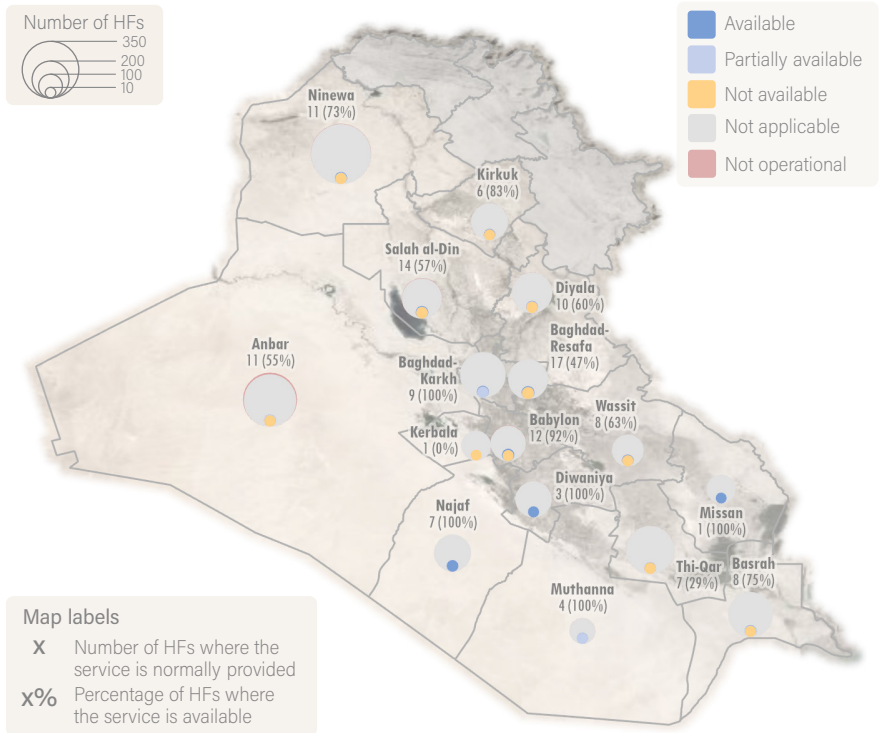 Number of HFs
350
200
100
10
Available
Partially available
Not available
Not applicable
Not operational
Ninewa
11 (73%)
Kirkuk
6 (83%)
Salah al-Din
14 (57%)
Diyala
10 (60%)
Baghdad-
Resafa
17 (47%)
Anbar
11 (55%)
Baghdad-
Karkh
9 (100%)
Wassit
8 (63%)
Babylon
12 (92%)
Kerbala
1 (0%)
Diwaniya
3 (100%)
Najaf
7 (100%)
Missan
1 (100%)
Thi-Qar
7 (29%)
Basrah
8 (75%)
Muthanna
4 (100%)
Map labels
X Number of HFs where the
service is normally provided
x% Percentage of HFs where
the service is available